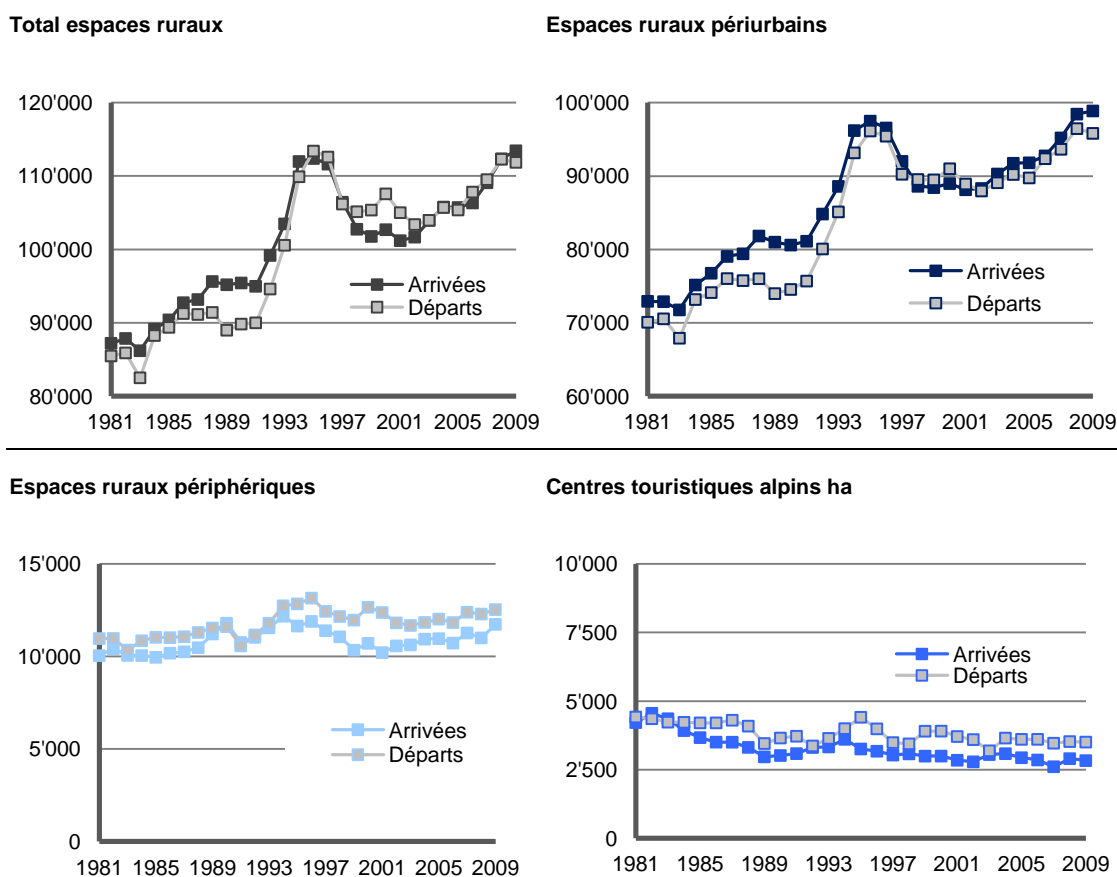 Total espaces ruraux
120'000
110'000
100'000
90'000
80'000
Arrivées
Départs
1981 1985 1989 1993 1997 2001 2005 2009
Espaces ruraux périurbains
100'000
90'000
80'000
70'000
60'000
Arrivées
Départs
1981 1985 1989 1993 1997 2001 2005 2009
Espaces ruraux périphériques
15'000
10'000
5'000
0
Arrivées
Départs
1981 1985 1989 1993 1997 2001 2005 2009
Centres touristiques alpins ha
10'000
7'500
5'000
2'500
0
Arrivées
Départs
1981 1985 1989 1993 1997 2001 2005 2009